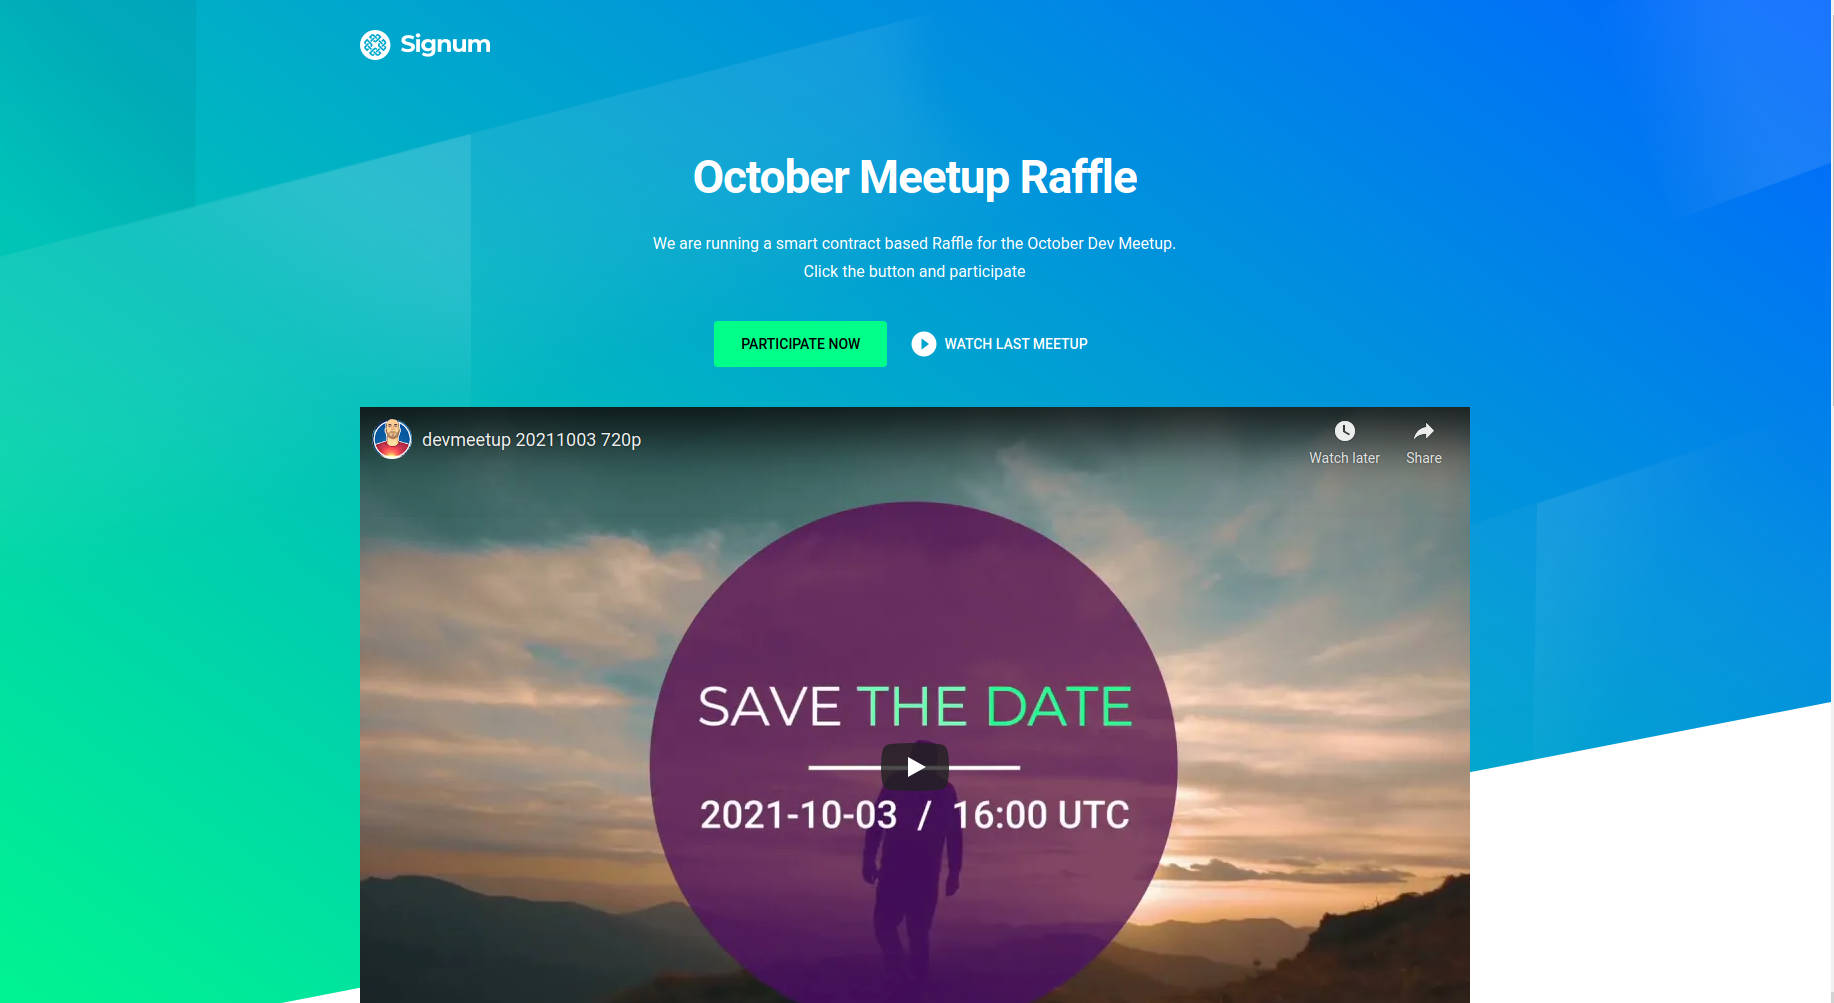 Signum
October Meetup Raffle
We are running a smart contract based Raffle for the October Dev Meetup.
Click the button and participate
PARTICIPATE NOW
WATCH LAST MEETUP
devmeetup 20211003 720p
Watch later
Share
SAVE THE DATE
2021-10-03 / 16:00 UTC